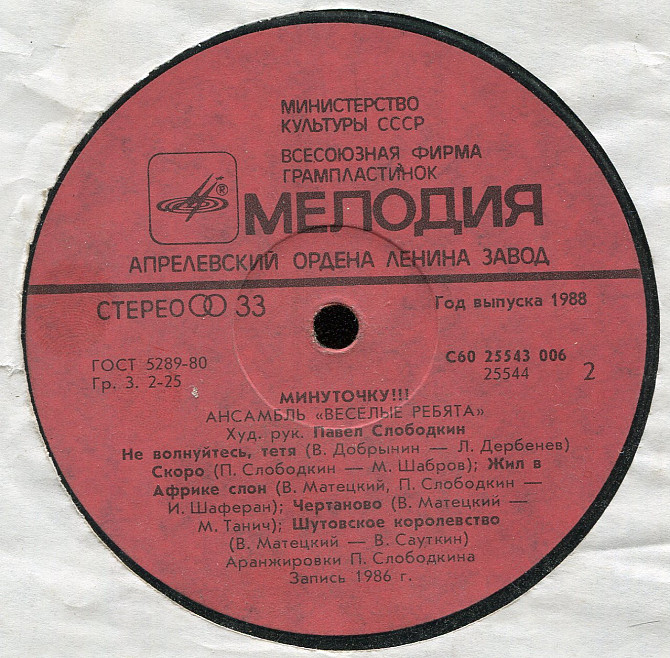 МИНИСТЕРСТВО
КУЛЬТУРЫ СССР
ВСЕСОЮЗНАЯ ФИРМА
ГРАМПЛАСТИНОК
®
МЕЛОДИЯ
АПРЕЛЕВСКИЙ ОРДЕНА ЛЕНИНА ЗАВОД
СТЕРЕО 33
Год выпуска 1988
ГОСТ 5289-80
Гр. 3. 2-25
С60 25543 006
25544 2
МИНУТОЧКУ!!!
АНСАМБЛЬ «ВЕСЕЛЫЕ РЕБЯТА»
Худ. рук. Павел Слободкин
Не волнуйтесь, тетя (В. Добрынин — Л. Дербенев)
Скоро (П. Слободкин — М. Шабров); Жил в
Африке слон (В. Матецкий, П. Слободкин —
И. Шаферан); Чертаново (В. Матецкий —
М. Танич); Шутовское королевство
(В. Матецкий — В. Сауткин)
Аранжировки П. Слободкина
Запись 1986 г.